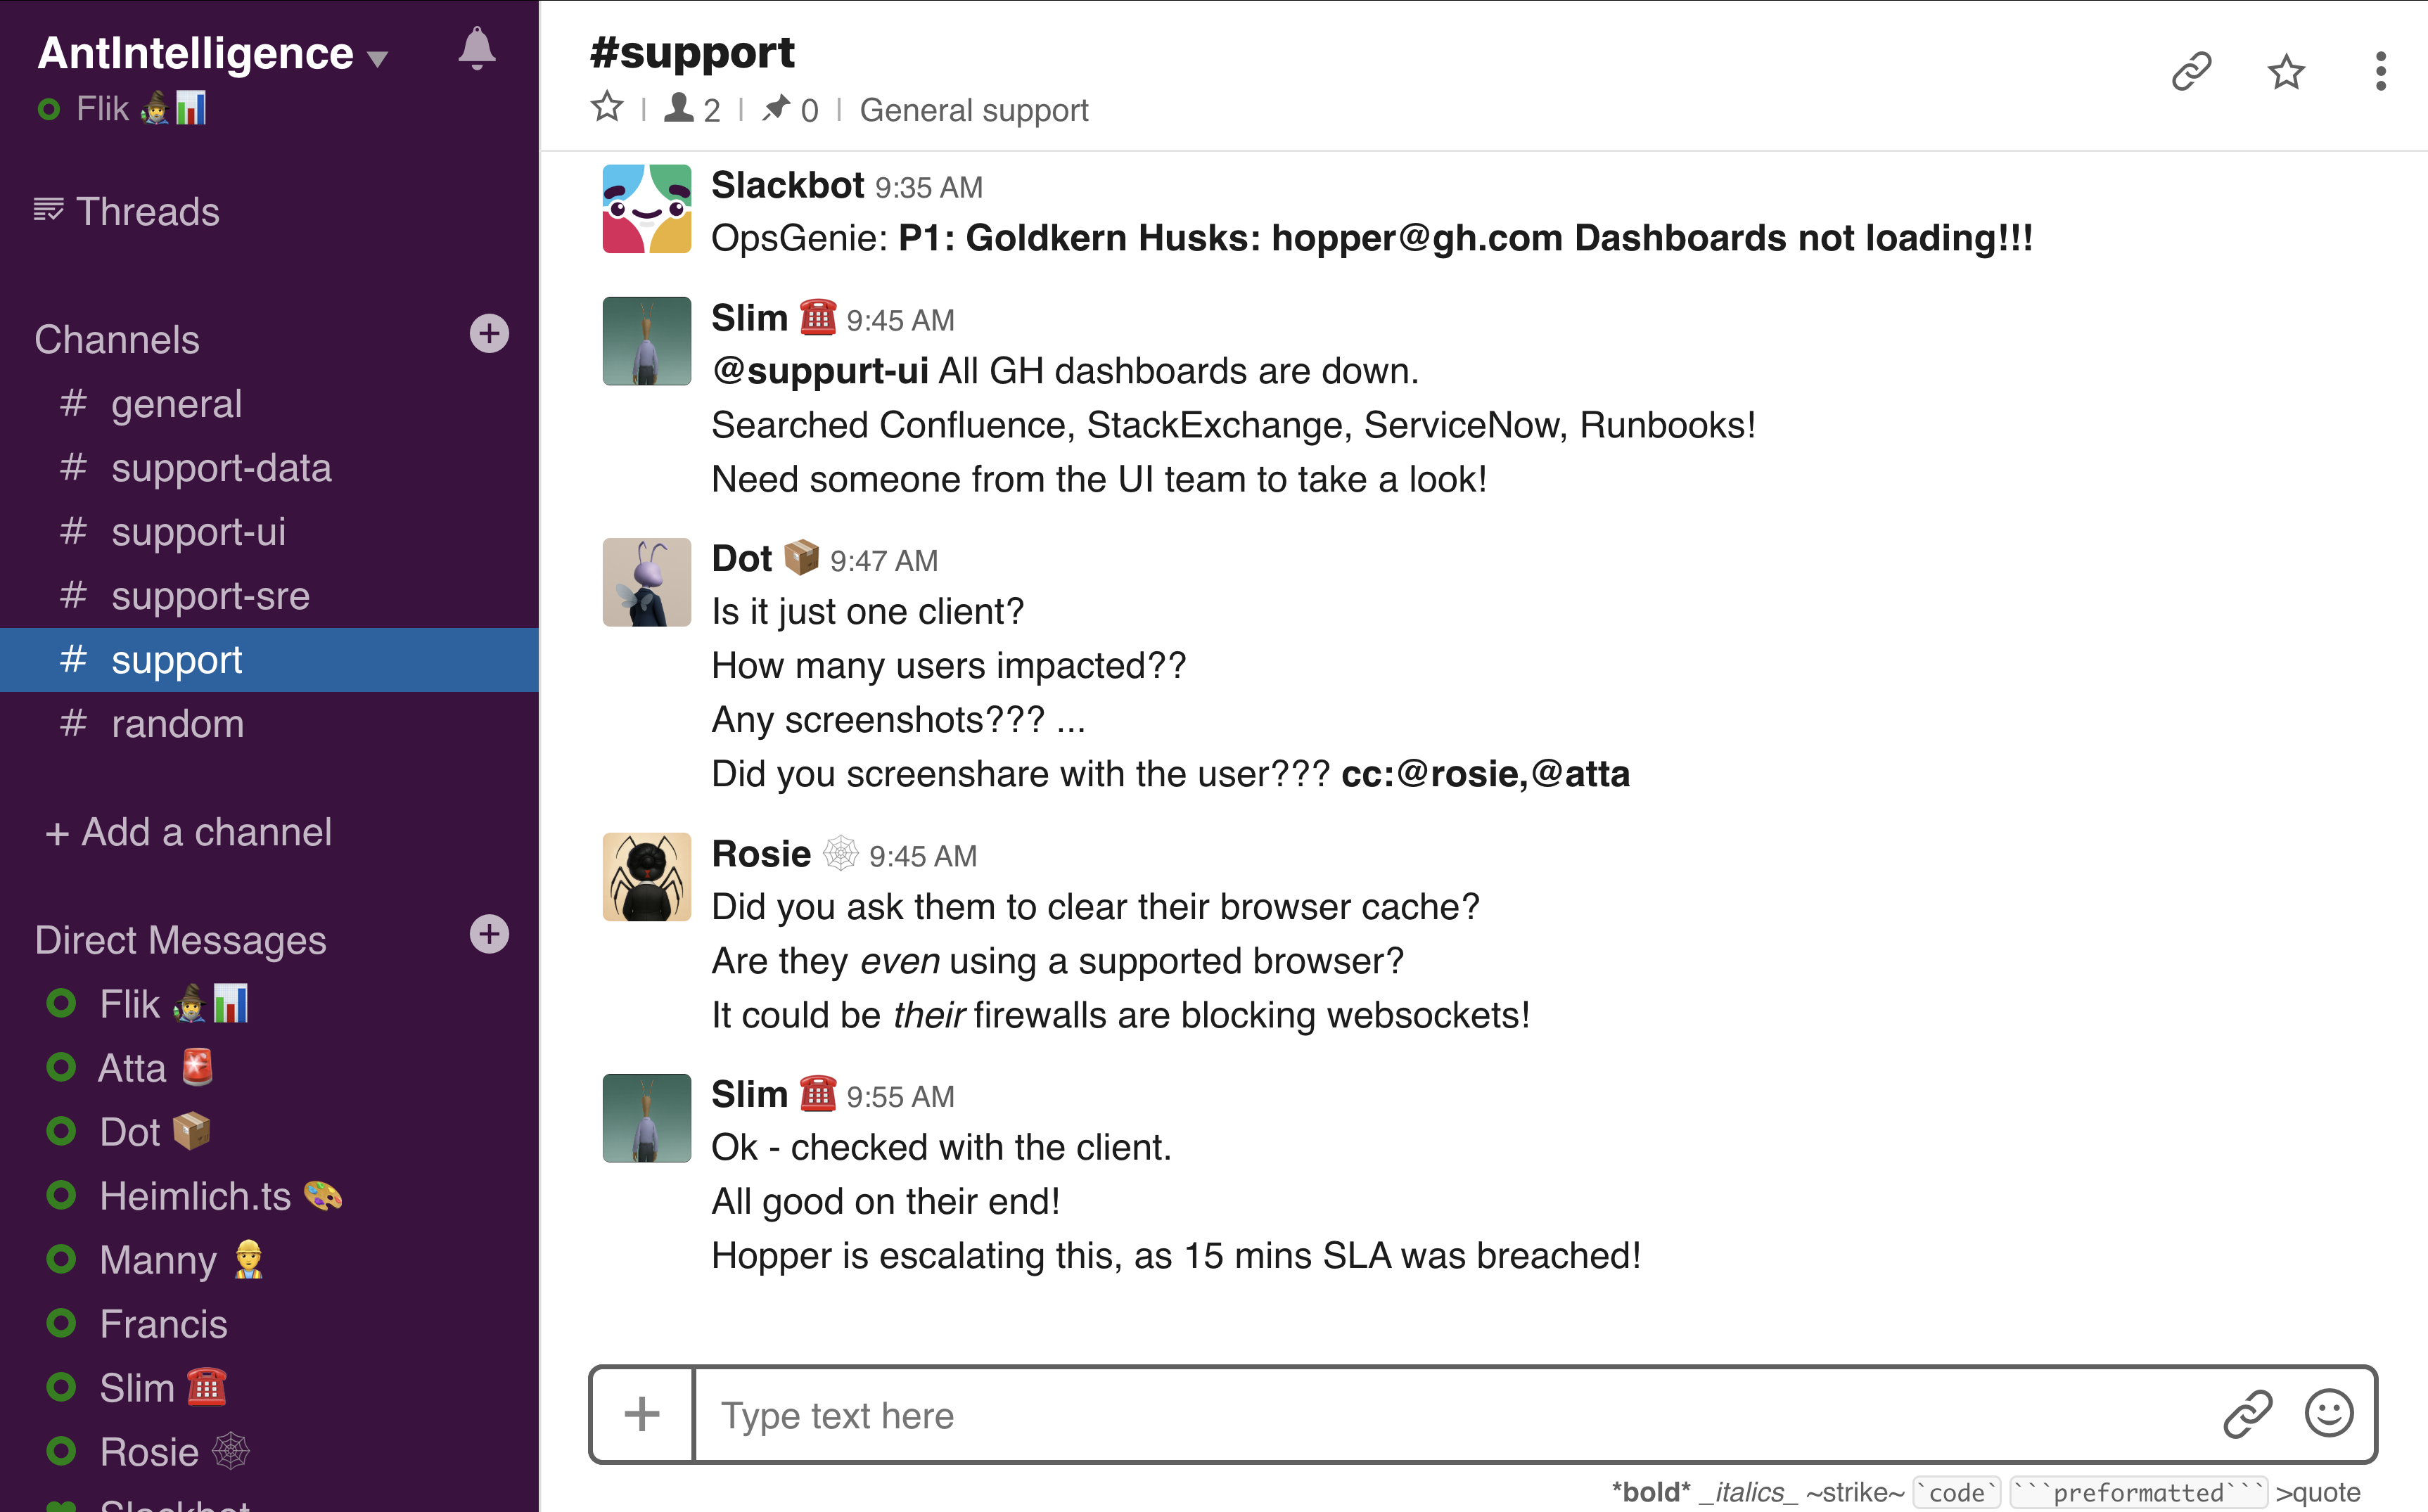 AntIntelligence
Flik
Threads
Channels
# general
# support-data
# support-ui
# support-sre
# support
# random
+ Add a channel
Direct Messages
Flik
Atta
Dot
Heimlich.ts
Manny
Francis
Slim
Rosie
Slackbot
#support
2 | 0 | General support
Slackbot 9:35 AM
OpsGenie: P1: Goldkern Husks: hopper@gh.com Dashboards not loading!!!
Slim 9:45 AM
@suppurt-ui All GH dashboards are down.
Searched Confluence, StackExchange, ServiceNow, Runbooks!
Need someone from the UI team to take a look!
Dot 9:47 AM
Is it just one client?
How many users impacted??
Any screenshots??? ...
Did you screenshare with the user??? cc:@rosie,@atta
Rosie 9:45 AM
Did you ask them to clear their browser cache?
Are they even using a supported browser?
It could be their firewalls are blocking websockets!
Slim 9:55 AM
Ok - checked with the client.
All good on their end!
Hopper is escalating this, as 15 mins SLA was breached!
Type text here
*bold* _italics_ ~strike~ `code` ```preformatted``` >quote